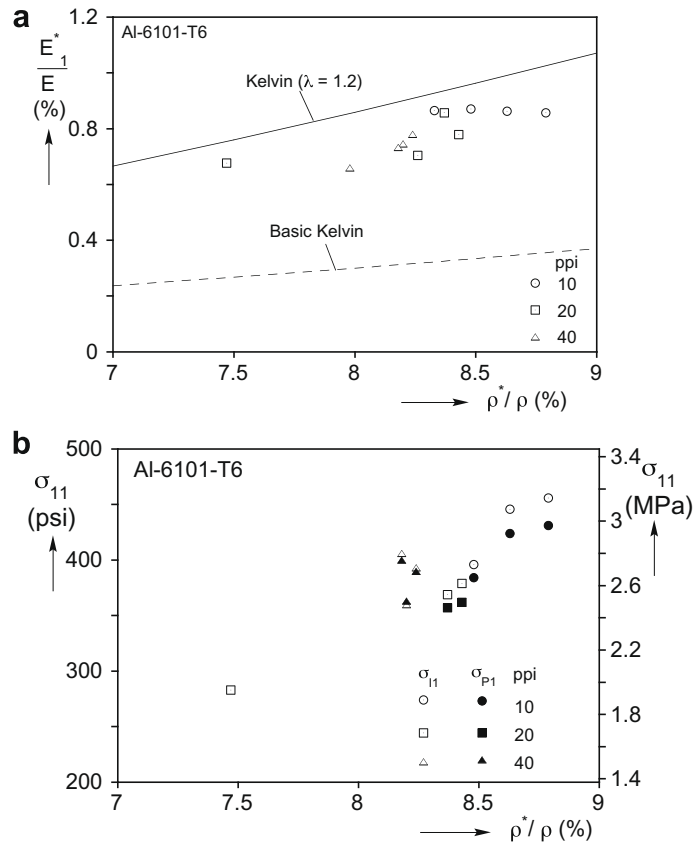 a
Al-6101-T6
E*1
E
(%)
1.2
0.8
0.4
0
Kelvin (λ = 1.2)
Basic Kelvin
ppi
10
20
40
7 7.5 8 8.5 9
ρ*/ ρ (%)
b
Al-6101-T6
σ11
(psi)
500
400
300
200
σ11
(MPa)
3.4
3
2.6
2.2
1.8
1.4
σI1 σP1 ppi
10
20
40
7 7.5 8 8.5 9
ρ*/ ρ (%)